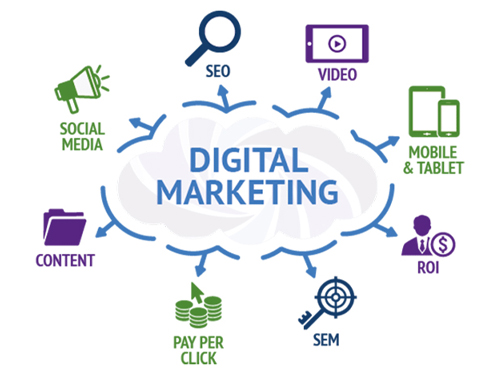 SEO
VIDEO
SOCIAL
MEDIA
MOBILE
& TABLET
DIGITAL
MARKETING
CONTENT
$
ROI
PAY PER
CLICK
SEM